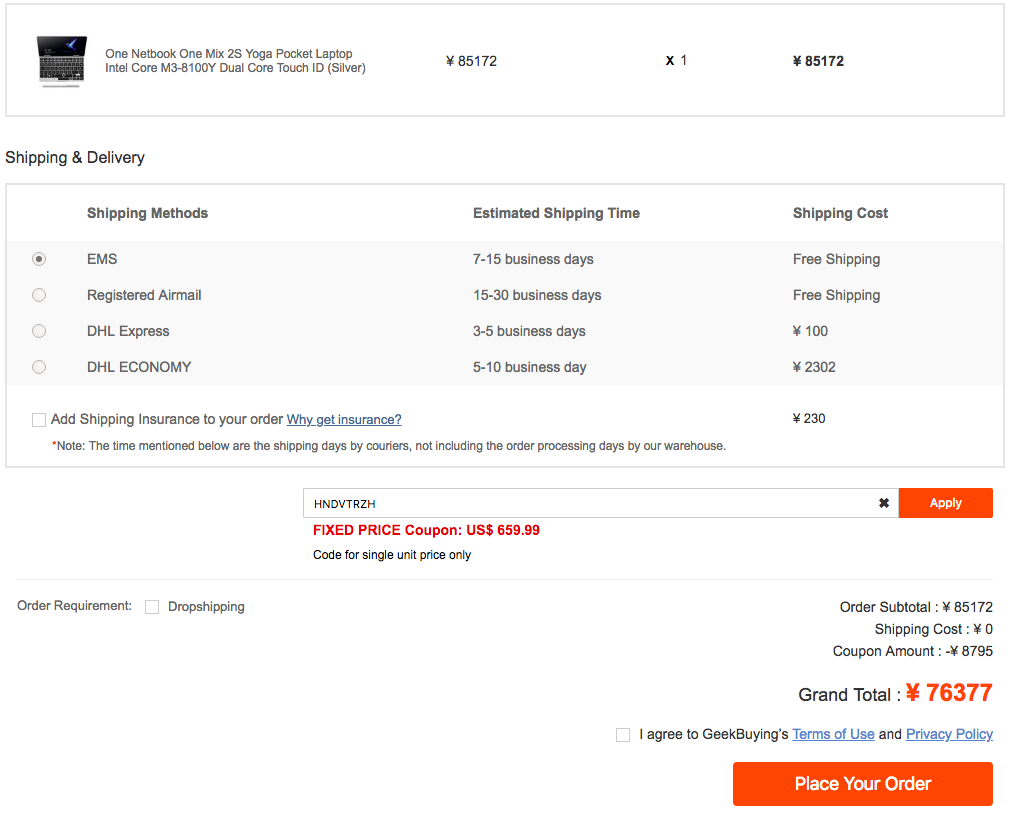 One Netbook One Mix 2S Yoga Pocket Laptop
Intel Core M3-8100Y Dual Core Touch ID (Silver)
¥ 85172
X 1
¥ 85172
Shipping & Delivery
Shipping Methods Estimated Shipping Time Shipping Cost
EMS 7-15 business days Free Shipping
Registered Airmail 15-30 business days Free Shipping
DHL Express 3-5 business days ¥ 100
DHL ECONOMY 5-10 business day ¥ 2302
Add Shipping Insurance to your order Why get insurance? ¥ 230
*Note: The time mentioned below are the shipping days by couriers, not including the order processing days by our warehouse.
HNDVTRZH ✖ Apply
FIXED PRICE Coupon: US$ 659.99
Code for single unit price only
Order Requirement: Dropshipping
Order Subtotal : ¥ 85172
Shipping Cost : ¥ 0
Coupon Amount : -¥ 8795
Grand Total : ¥ 76377
I agree to GeekBuying's Terms of Use and Privacy Policy
Place Your Order